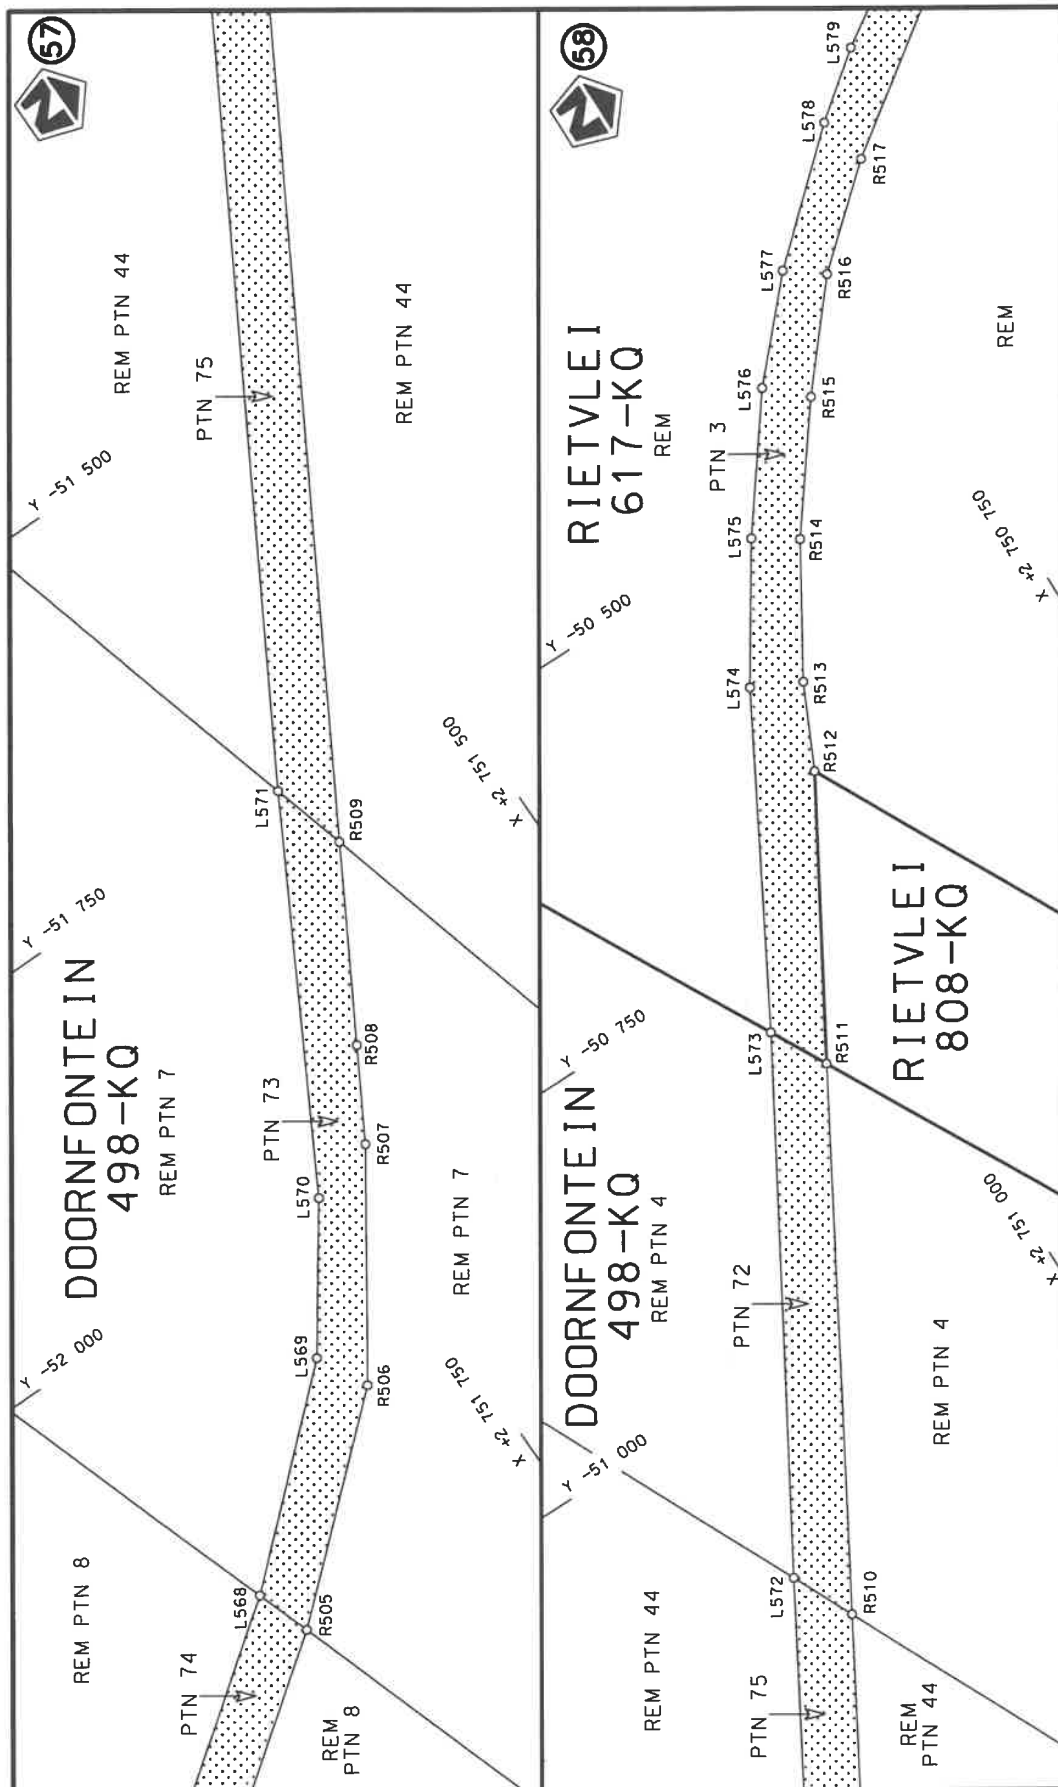 57
REM PTN 44
PTN 75
REM PTN 44
Y -51 500
L571
R509
X +2 751 500
Y -51 750
DOORNFONTEIN
498-KQ
REM PTN 7
PTN 73
R508
R507
L570
REM PTN 7
Y -52 000
L569
R506
X +2 751 750
REM PTN 8
L568
R505
PTN 74
REM
PTN 8
58
L579
L578
R517
L577
R516
RIETVLEI
617-KQ
REM
L576
R515
PTN 3
REM
L575
R514
X +2 750 750
Y -50 500
L574
R513
R512
RIETVLEI
808-KQ
L573
R511
Y -50 750
DOORNFONTEIN
498-KQ
REM PTN 4
PTN 72
X +2 751 000
REM PTN 4
Y -51 000
L572
R510
REM PTN 44
PTN 75
REM
PTN 44